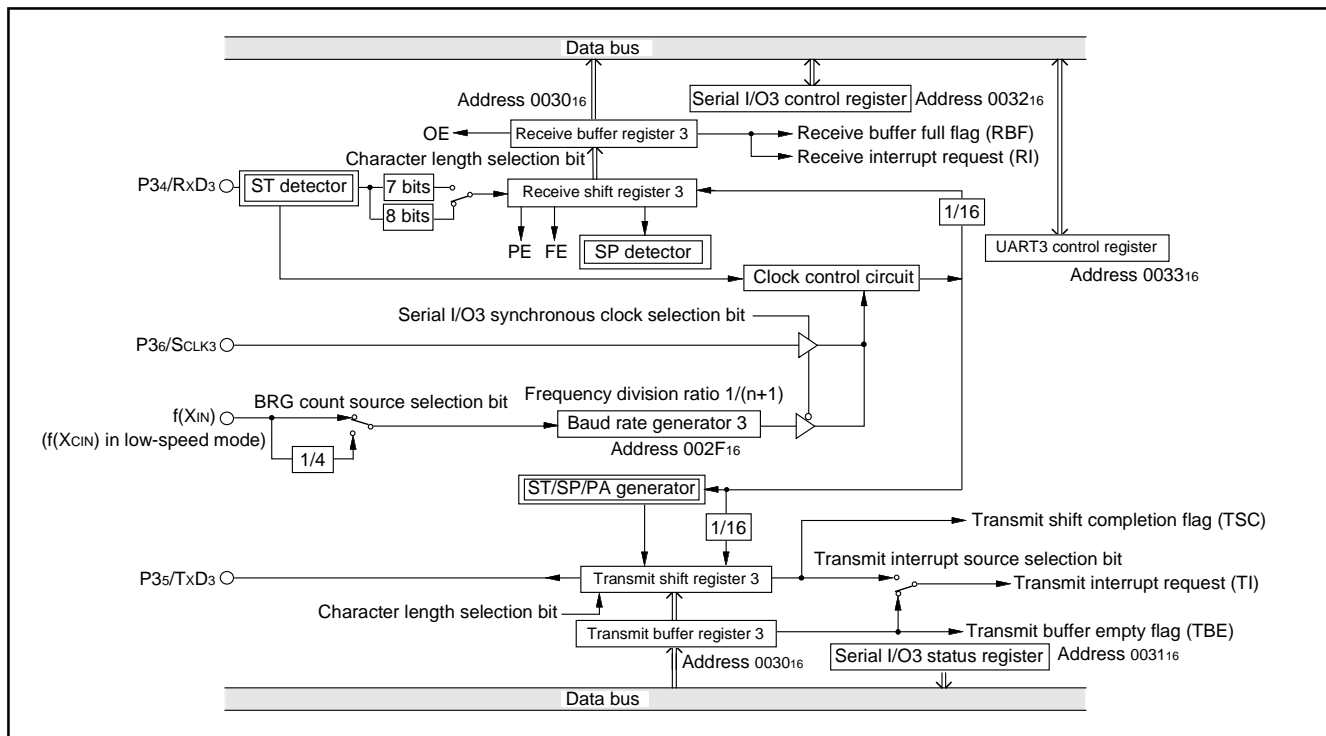 Data bus
Address 0030₁₆
Serial I/O3 control register
Address 0032₁₆
OE
Receive buffer register 3
Receive buffer full flag (RBF)
Receive interrupt request (RI)
Character length selection bit
P3₄/RxD₃
ST detector
7 bits
8 bits
Receive shift register 3
1/16
PE
FE
SP detector
UART3 control register
Address 0033₁₆
Clock control circuit
Serial I/O3 synchronous clock selection bit
P3₆/SCLK3
f(XIN)
BRG count source selection bit
Frequency division ratio 1/(n+1)
Baud rate generator 3
(f(XCIN) in low-speed mode)
1/4
Address 002F₁₆
ST/SP/PA generator
1/16
Transmit shift completion flag (TSC)
Transmit interrupt source selection bit
P3₅/TxD₃
Transmit shift register 3
Transmit interrupt request (TI)
Character length selection bit
Transmit buffer register 3
Transmit buffer empty flag (TBE)
Address 0030₁₆
Serial I/O3 status register
Address 0031₁₆
Data bus